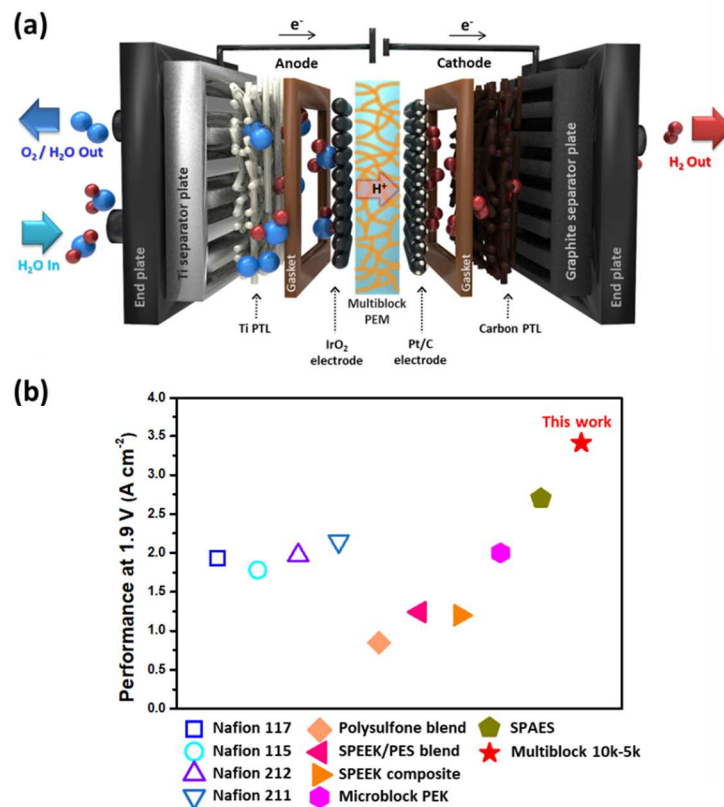 (a)
e⁻
e⁻
Anode
Cathode
O₂ / H₂O Out
H₂O In
H₂ Out
End plate
Ti separator plate
Gasket
H⁺
Gasket
Graphite separator plate
End plate
Multiblock
PEM
Ti PTL
IrO₂
electrode
Pt/C
electrode
Carbon PTL
(b)
Performance at 1.9 V (A cm⁻²)
4.0
3.5
3.0
2.5
2.0
1.5
1.0
0.5
0.0
This work
Nafion 117
Nafion 115
Nafion 212
Nafion 211
Polysulfone blend
SPEEK/PES blend
SPEEK composite
Microblock PEK
SPAES
Multiblock 10k-5k